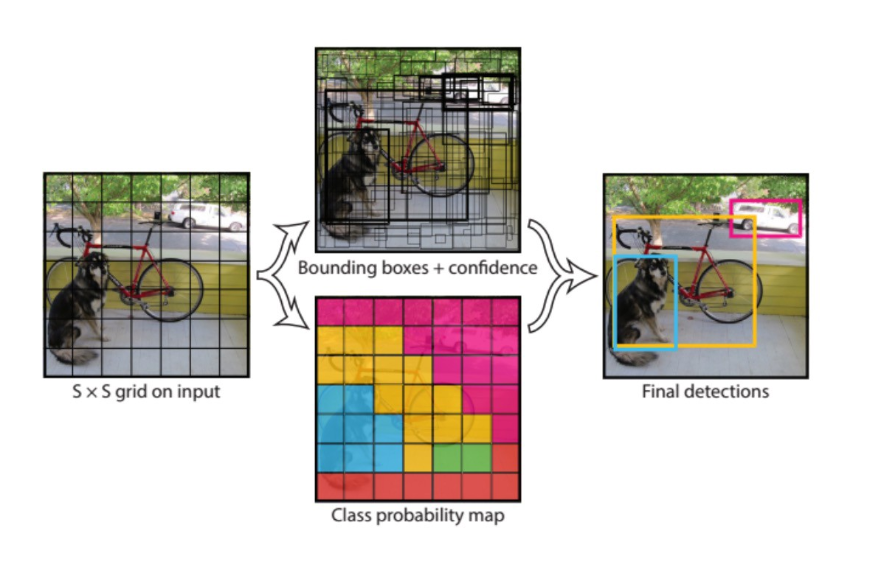 Bounding boxes + confidence
S × S grid on input
Final detections
Class probability map